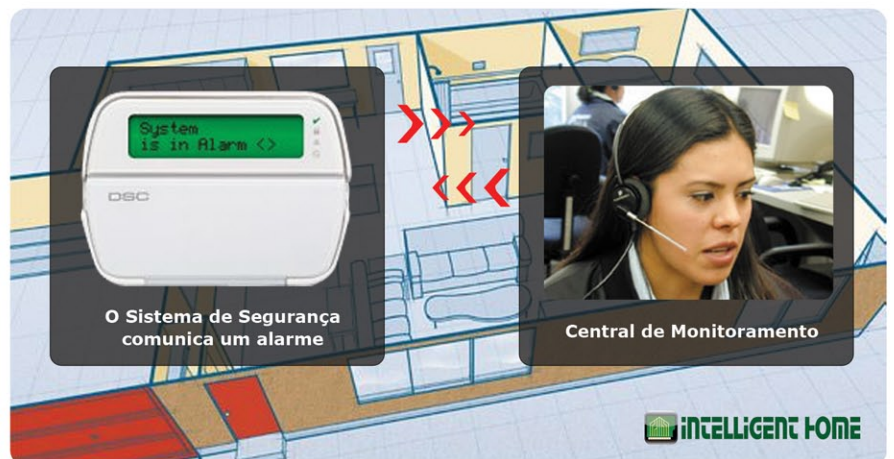 System
is in Alarm <>
DSC
O Sistema de Segurança
comunica um alarme
Central de Monitoramento
INTELLIGENT HOME